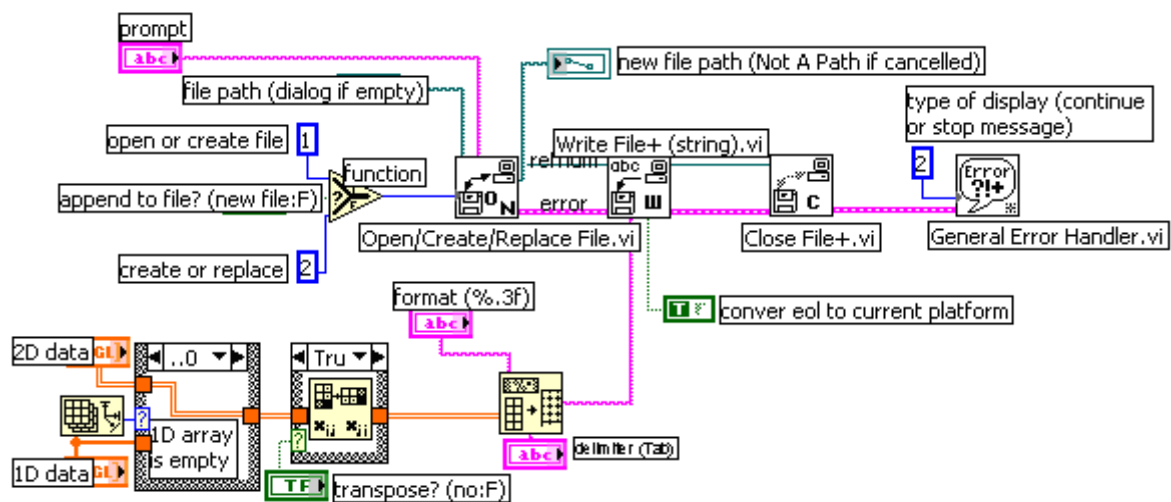 prompt
abc
file path (dialog if empty)
new file path (Not A Path if cancelled)
type of display (continue
or stop message)
open or create file
1
function
Write File+ (string).vi
refnum
abc
2
Error
?!+
append to file? (new file:F)
?
F
O N
error
W
C
Open/Create/Replace File.vi
Close File+.vi
General Error Handler.vi
create or replace
2
format (%.3f)
abc
T
conver eol to current platform
2D data
GL
..0
Tru
?
1D array
is empty
?
delimiter (Tab)
abc
1D data
GL
TF
transpose? (no:F)